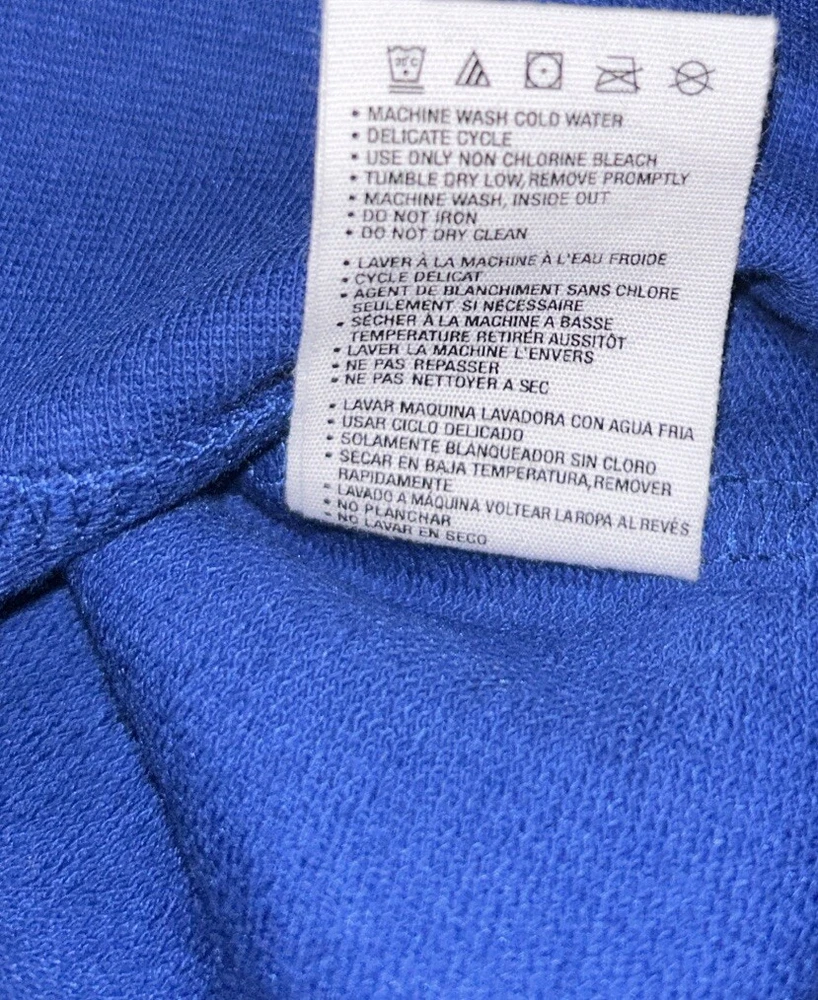 30°C
• MACHINE WASH COLD WATER
• DELICATE CYCLE
• USE ONLY NON CHLORINE BLEACH
• TUMBLE DRY LOW, REMOVE PROMPTLY
• MACHINE WASH, INSIDE OUT
• DO NOT IRON
• DO NOT DRY CLEAN
• LAVER À LA MACHINE À L'EAU FROIDE
• CYCLE DELICAT
• AGENT DE BLANCHIMENT SANS CHLORE
SEULEMENT SI NÉCESSAIRE
• SÉCHER À LA MACHINE A BASSE
TEMPERATURE RETIRER AUSSITÔT
• LAVER LA MACHINE L'ENVERS
• NE PAS REPASSER
• NE PAS NETTOYER A SEC
• LAVAR MAQUINA LAVADORA CON AGUA FRIA
• USAR CICLO DELICADO
• SOLAMENTE BLANQUEADOR SIN CLORO
• SECAR EN BAJA TEMPERATURA, REMOVER
RAPIDAMENTE
• LAVADO A MÁQUINA VOLTEAR LA ROPA AL REVÉS
• NO PLANCHAR
• NO LAVAR EN SECO